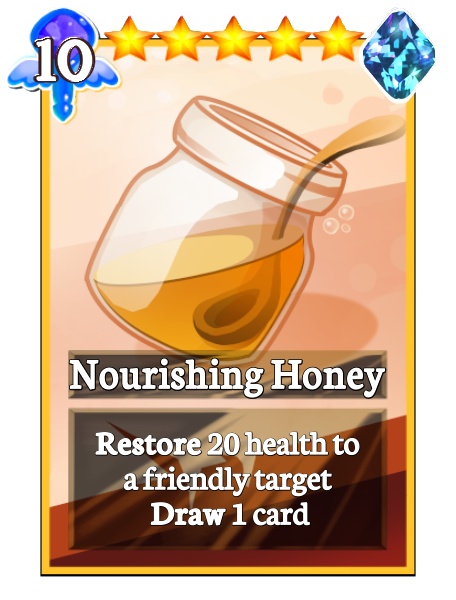 10
Nourishing Honey
Restore 20 health to
a friendly target
Draw 1 card